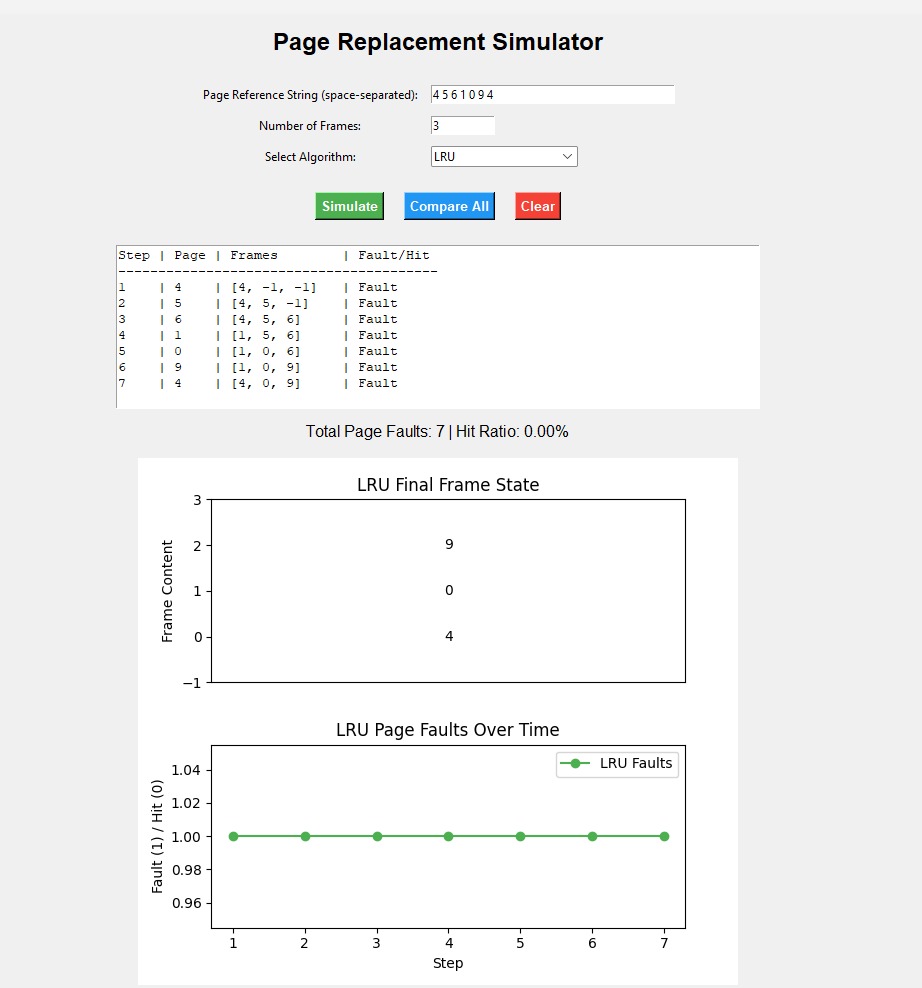 Page Replacement Simulator
Page Reference String (space-separated): 4 5 6 1 0 9 4
Number of Frames: 3
Select Algorithm: LRU
Simulate Compare All Clear
Step | Page | Frames | Fault/Hit
----------------------------------------
1 | 4 | [4, -1, -1] | Fault
2 | 5 | [4, 5, -1] | Fault
3 | 6 | [4, 5, 6] | Fault
4 | 1 | [1, 5, 6] | Fault
5 | 0 | [1, 0, 6] | Fault
6 | 9 | [1, 0, 9] | Fault
7 | 4 | [4, 0, 9] | Fault
Total Page Faults: 7 | Hit Ratio: 0.00%
LRU Final Frame State
Frame Content
3
2
1
0
−1
9
0
4
LRU Page Faults Over Time
LRU Faults
Fault (1) / Hit (0)
1.04
1.02
1.00
0.98
0.96
1 2 3 4 5 6 7
Step